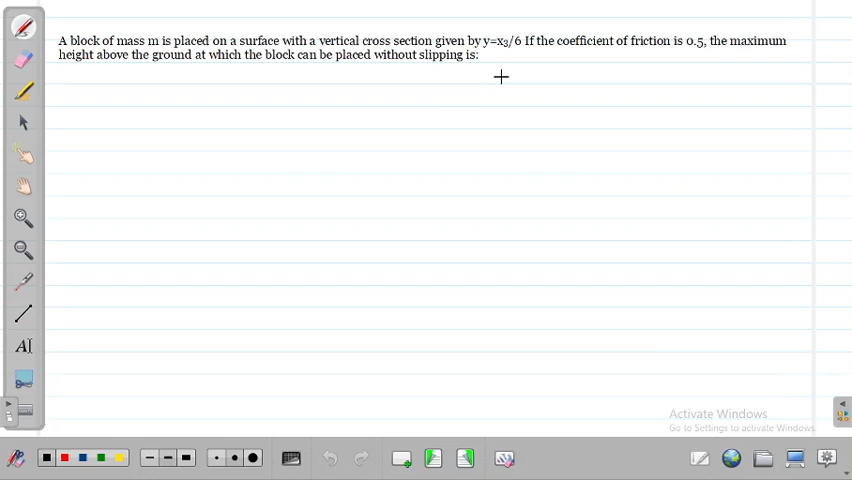 A block of mass m is placed on a surface with a vertical cross section given by y=x₃/6 If the coefficient of friction is 0.5, the maximum
height above the ground at which the block can be placed without slipping is:
A
Activate Windows
Go to Settings to activate Windows.